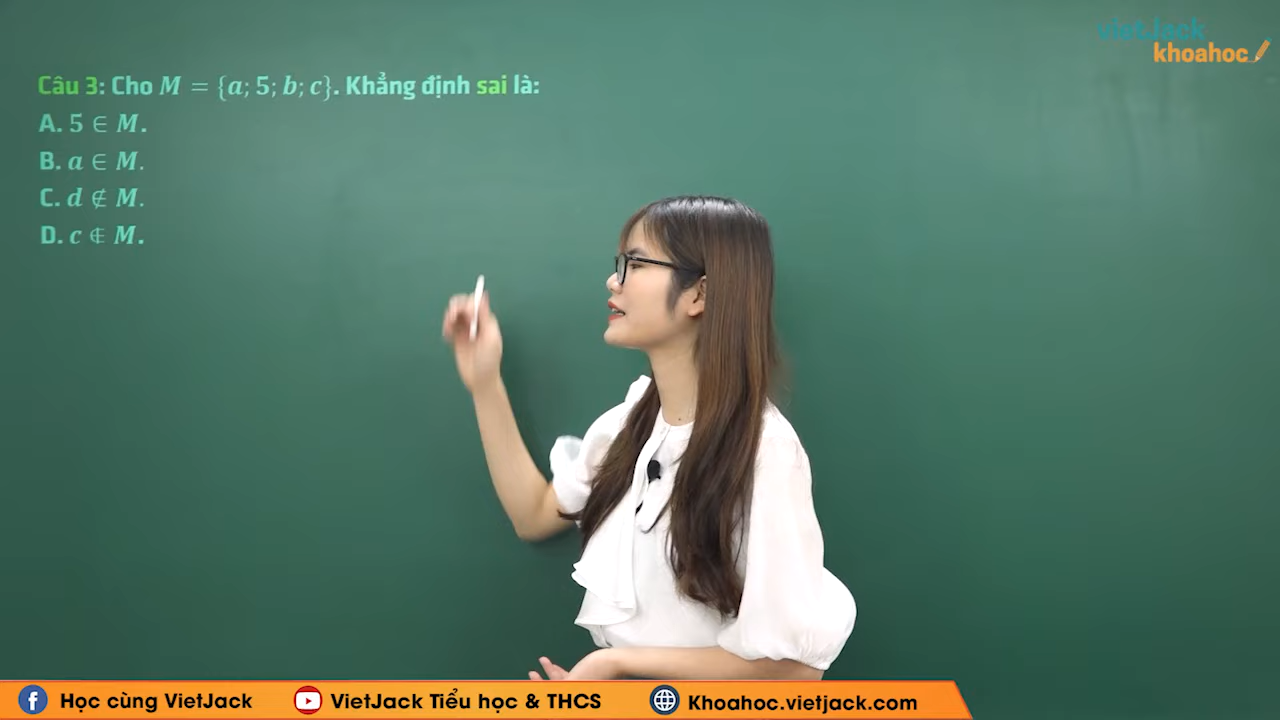 vietJack
khoahoc
Câu 3: Cho M = {a; 5; b; c}. Khẳng định sai là:
A. 5 ∈ M.
B. a ∈ M.
C. d ∉ M.
D. c ∉ M.
Học cùng VietJack
VietJack Tiểu học & THCS
Khoahoc.vietjack.com